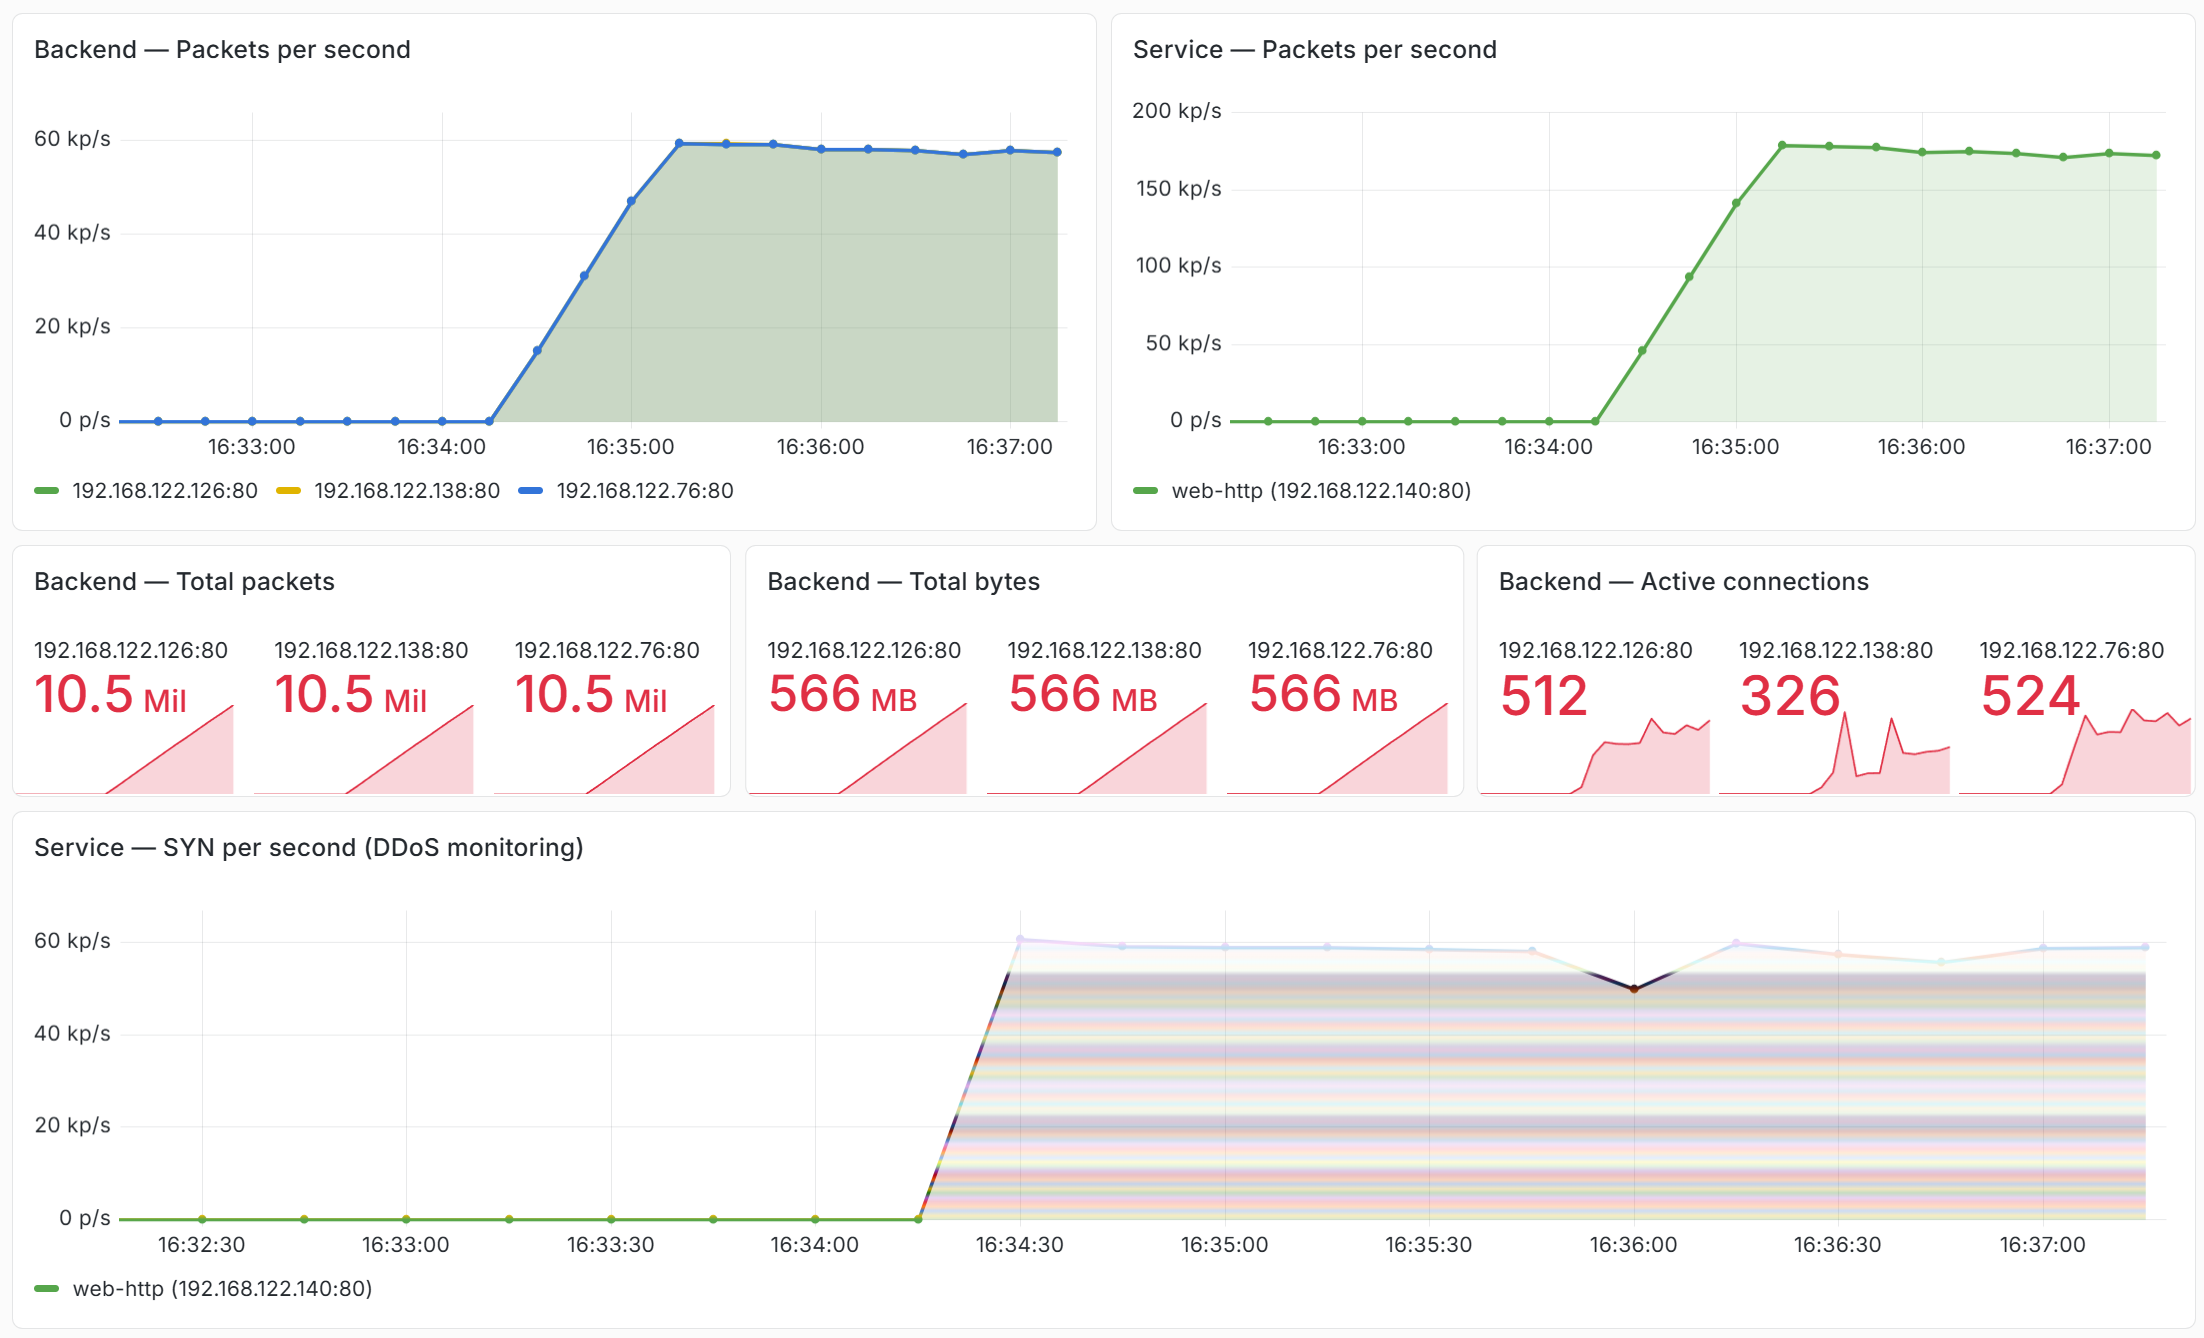 Backend — Packets per second
60 kp/s
40 kp/s
20 kp/s
0 p/s
16:33:00 16:34:00 16:35:00 16:36:00 16:37:00
192.168.122.126:80 192.168.122.138:80 192.168.122.76:80
Service — Packets per second
200 kp/s
150 kp/s
100 kp/s
50 kp/s
0 p/s
16:33:00 16:34:00 16:35:00 16:36:00 16:37:00
web-http (192.168.122.140:80)
Backend — Total packets
192.168.122.126:80 192.168.122.138:80 192.168.122.76:80
10.5 Mil 10.5 Mil 10.5 Mil
Backend — Total bytes
192.168.122.126:80 192.168.122.138:80 192.168.122.76:80
566 MB 566 MB 566 MB
Backend — Active connections
192.168.122.126:80 192.168.122.138:80 192.168.122.76:80
512 326 524
Service — SYN per second (DDoS monitoring)
60 kp/s
40 kp/s
20 kp/s
0 p/s
16:32:30 16:33:00 16:33:30 16:34:00 16:34:30 16:35:00 16:35:30 16:36:00 16:36:30 16:37:00
web-http (192.168.122.140:80)